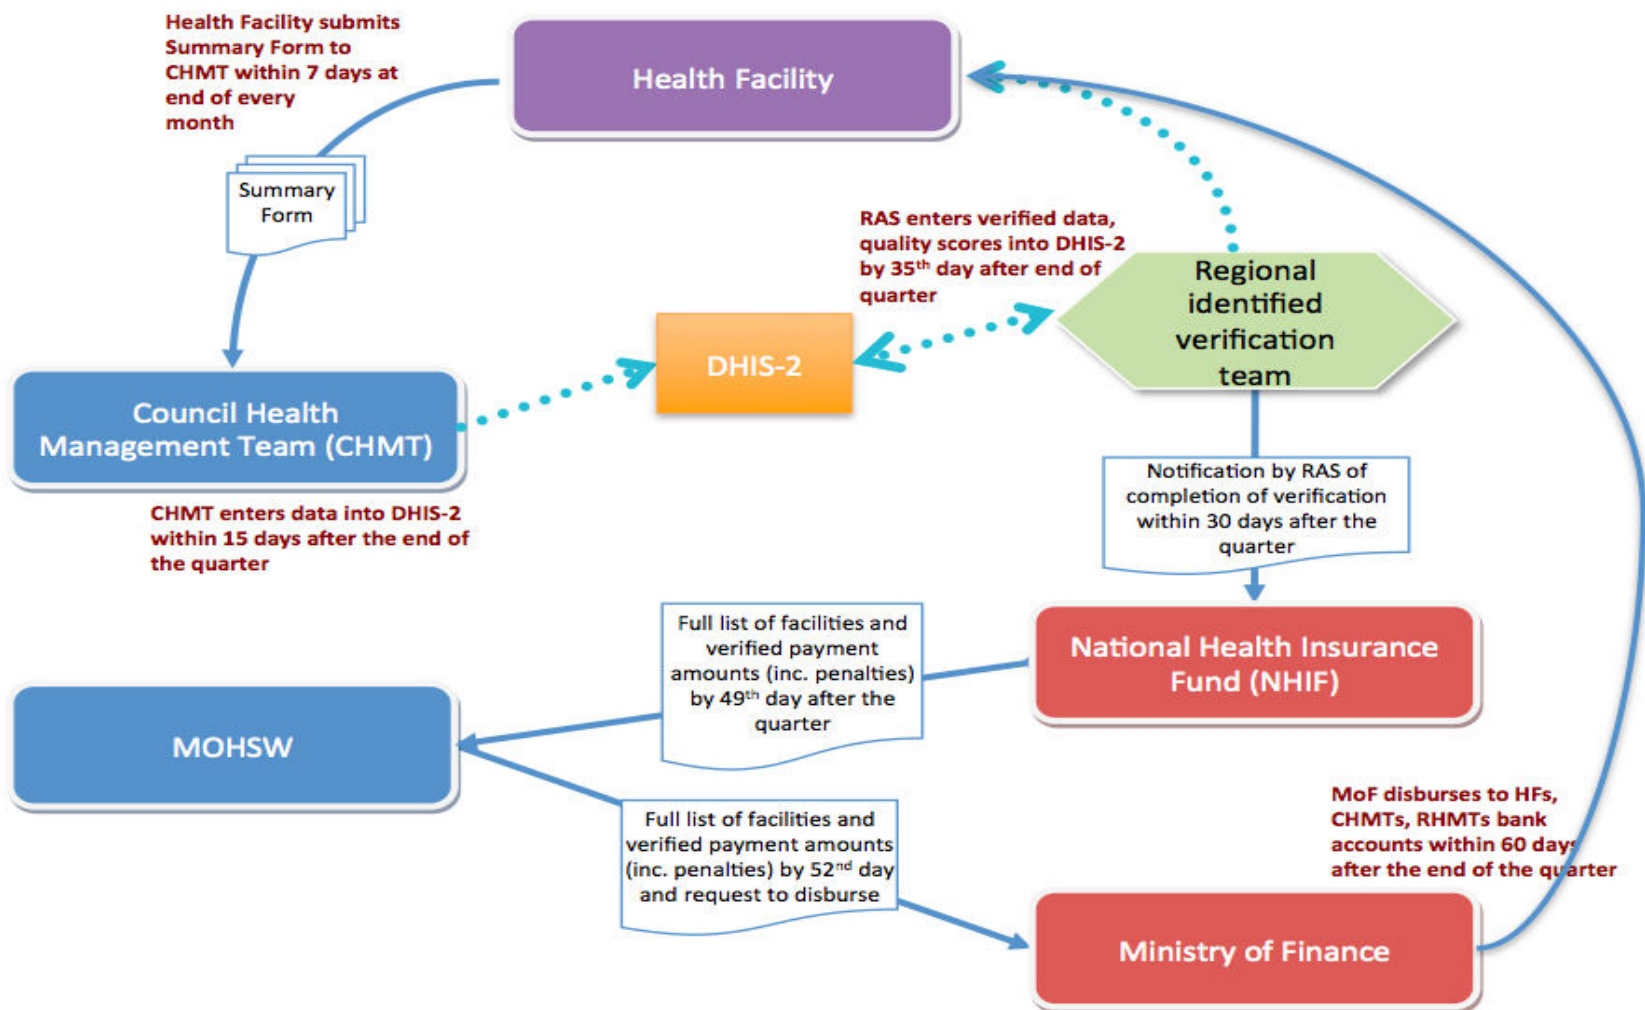 Health Facility submits
Summary Form to
CHMT within 7 days at
end of every
month
Health Facility
Summary
Form
RAS enters verified data,
quality scores into DHIS-2
by 35th day after end of
quarter
Regional
identified
verification
team
DHIS-2
Council Health
Management Team (CHMT)
CHMT enters data into DHIS-2
within 15 days after the end of
the quarter
Notification by RAS of
completion of verification
within 30 days after the
quarter
Full list of facilities and
verified payment
amounts (inc. penalties)
by 49th day after the
quarter
National Health Insurance
Fund (NHIF)
MOHSW
Full list of facilities and
verified payment amounts
(inc. penalties) by 52nd day
and request to disburse
MoF disburses to HFs,
CHMTs, RHMTs bank
accounts within 60 days
after the end of the quarter
Ministry of Finance